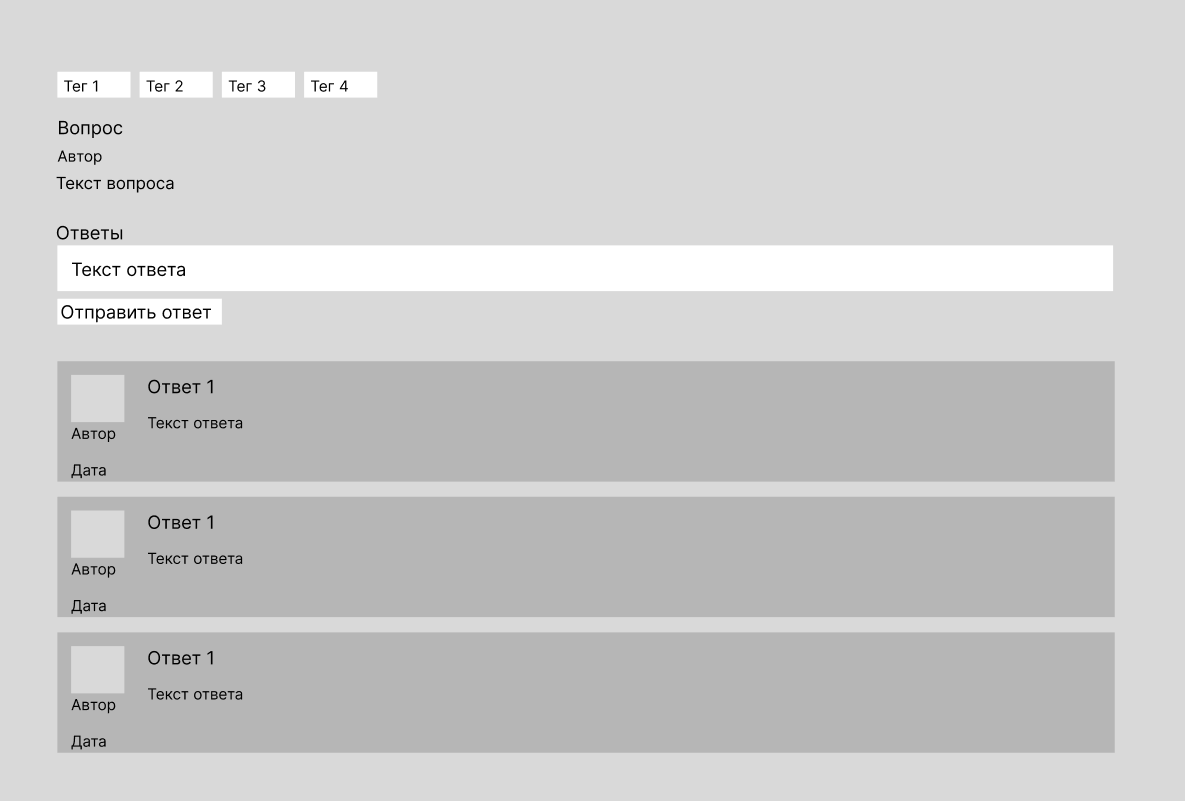 Тег 1 Тег 2 Тег 3 Тег 4
Вопрос
Автор
Текст вопроса
Ответы
Текст ответа
Отправить ответ
Ответ 1
Текст ответа
Автор
Дата
Ответ 1
Текст ответа
Автор
Дата
Ответ 1
Текст ответа
Автор
Дата